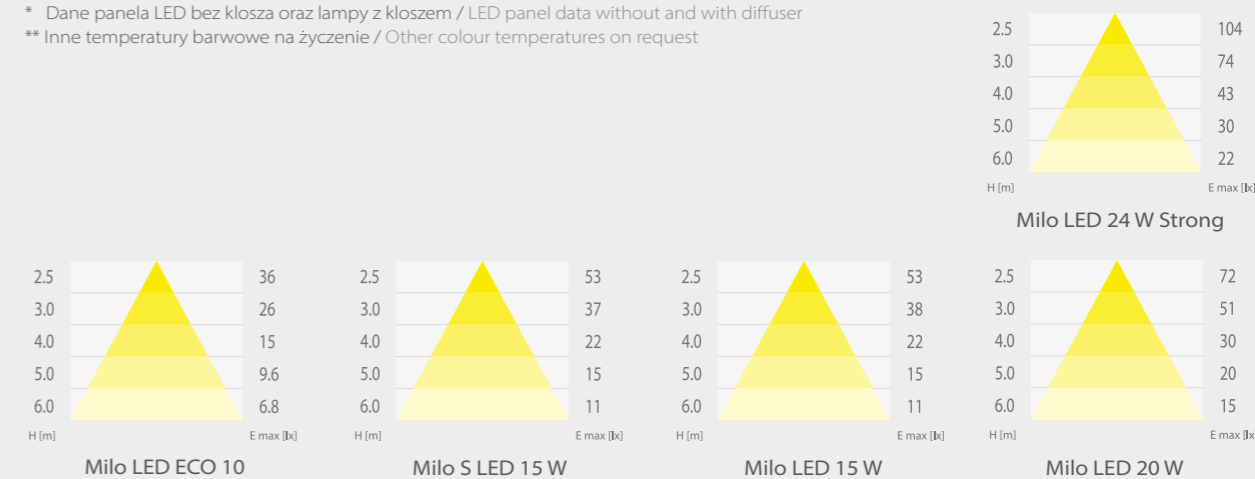 * Dane panela LED bez klosza oraz lampy z kloszem / LED panel data without and with diffuser
** Inne temperatury barwowe na życzenie / Other colour temperatures on request
2.5 104
3.0 74
4.0 43
5.0 30
6.0 22
H [m] E max [lx]
Milo LED 24 W Strong
2.5 36
3.0 26
4.0 15
5.0 9.6
6.0 6.8
H [m] E max [lx]
Milo LED ECO 10
2.5 53
3.0 37
4.0 22
5.0 15
6.0 11
H [m] E max [lx]
Milo S LED 15 W
2.5 53
3.0 38
4.0 22
5.0 15
6.0 11
H [m] E max [lx]
Milo LED 15 W
2.5 72
3.0 51
4.0 30
5.0 20
6.0 15
H [m] E max [lx
Milo LED 20 W